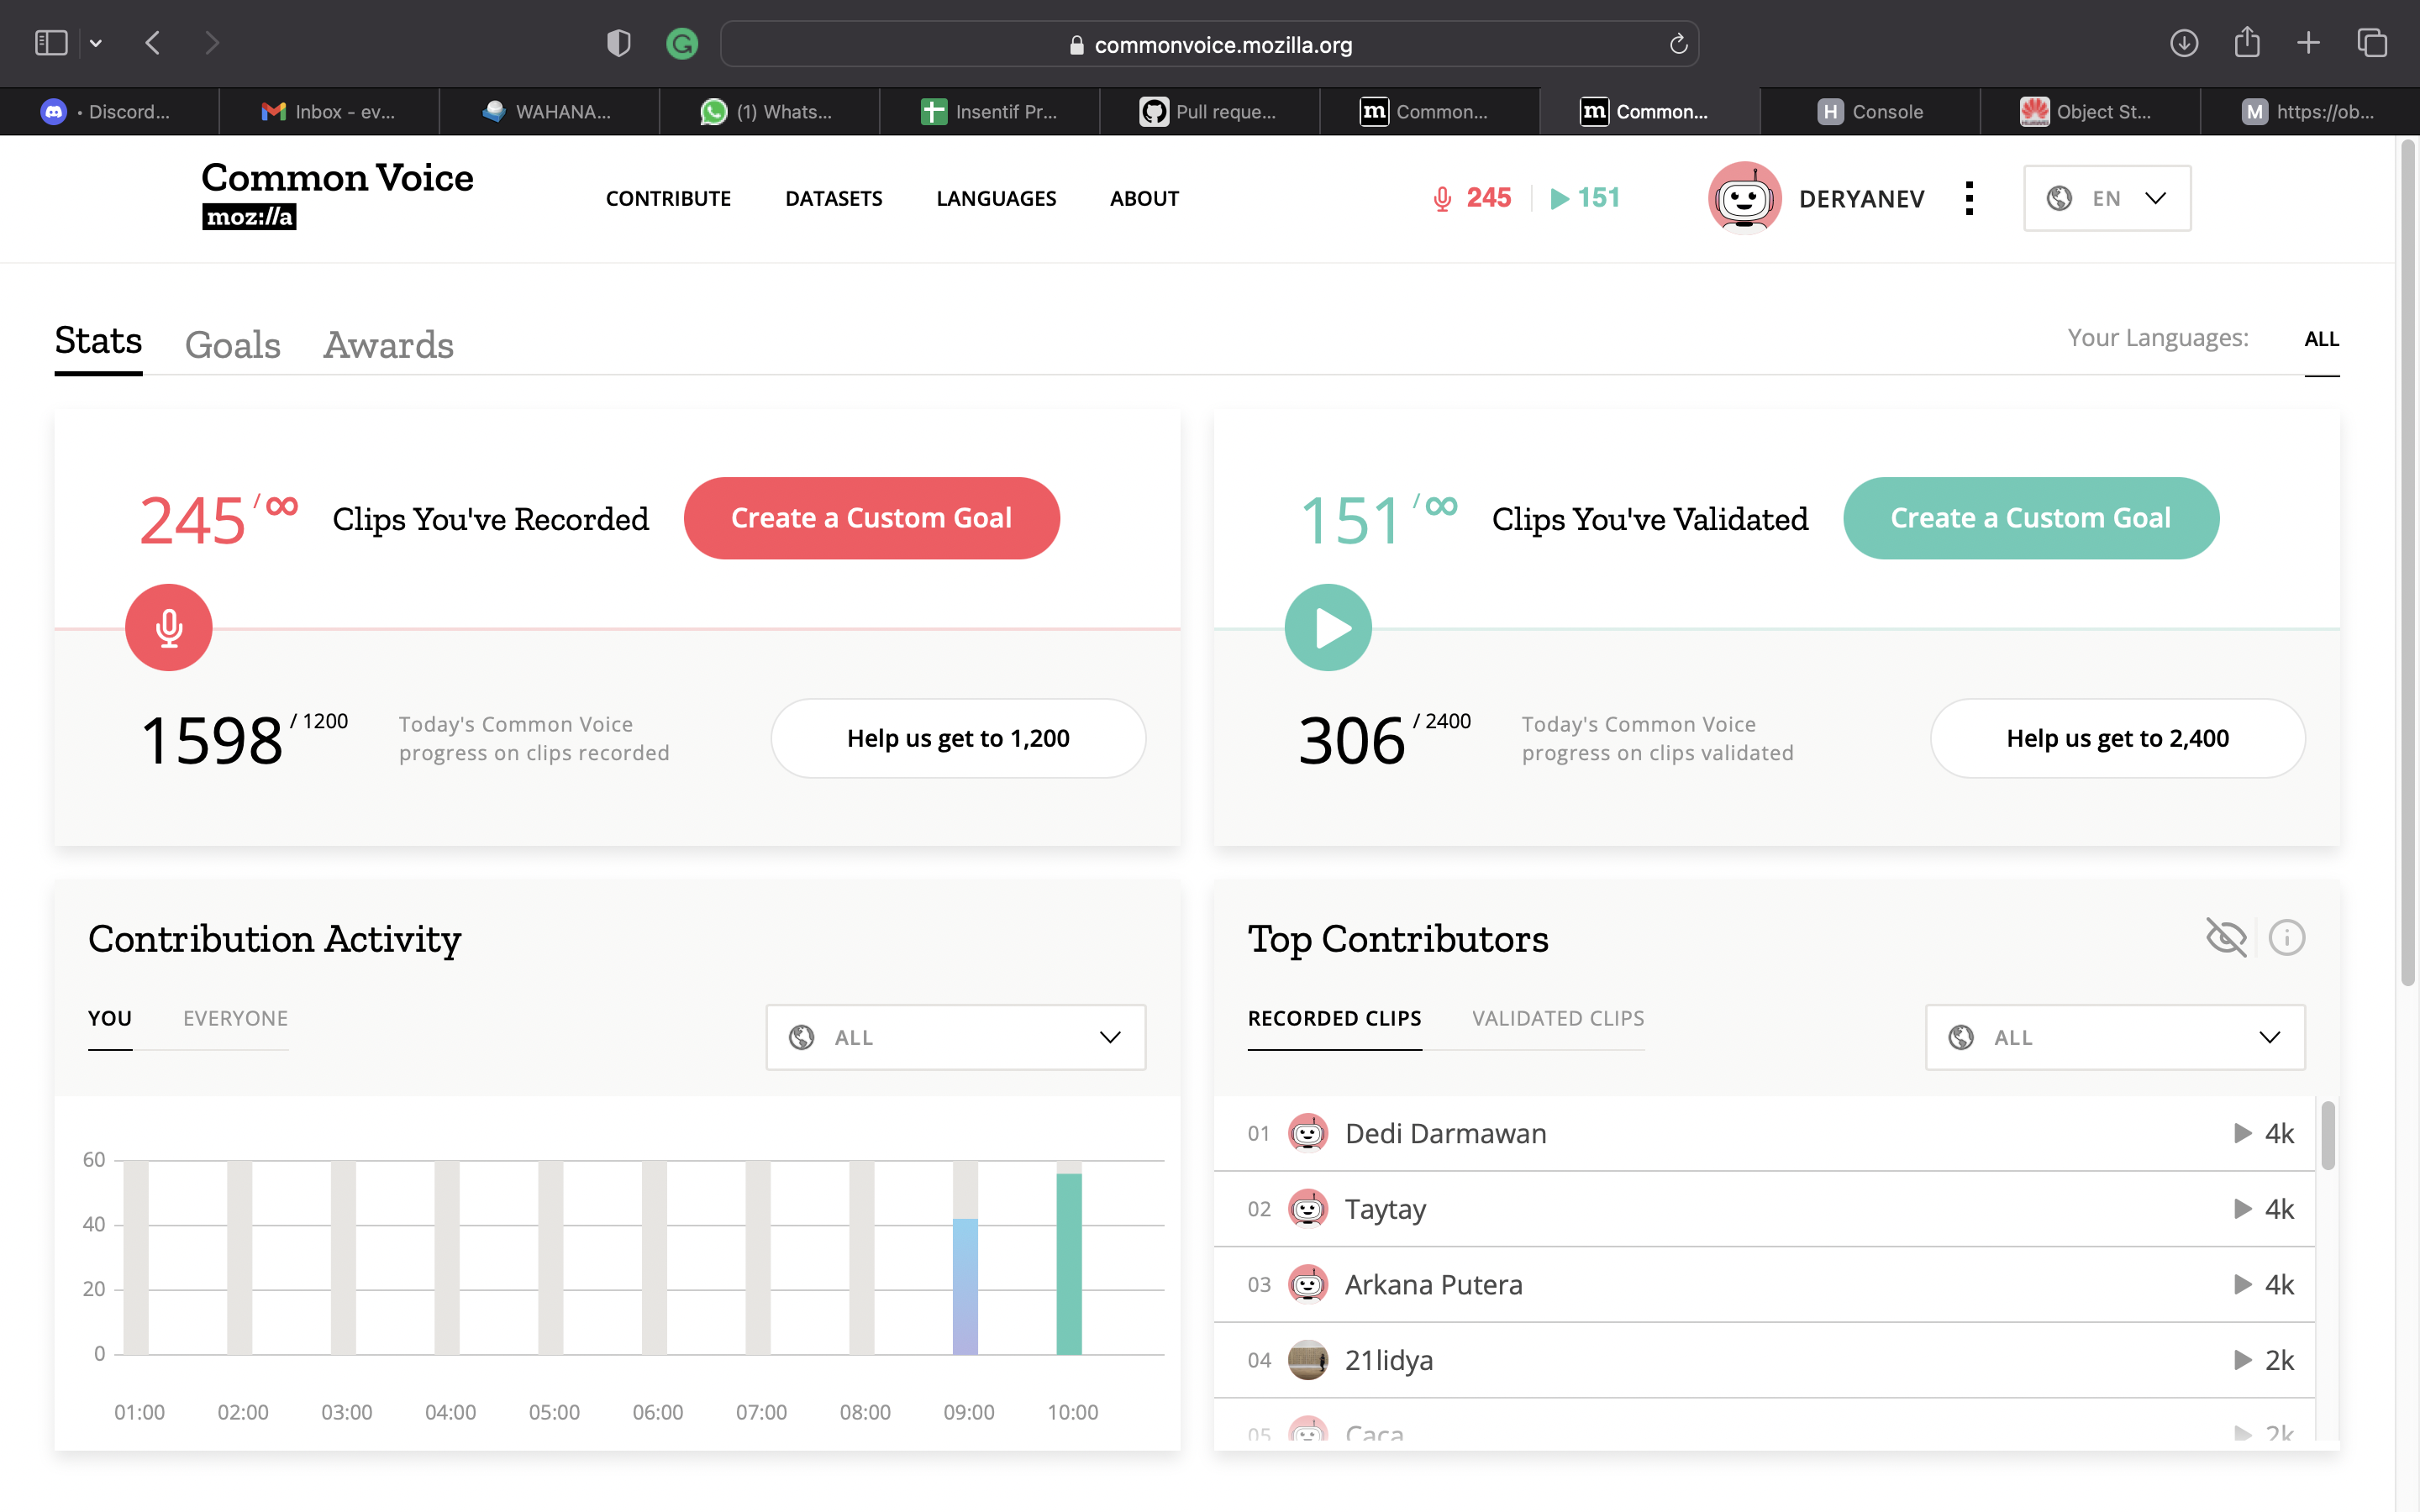 commonvoice.mozilla.org
• Discord...
Inbox - ev...
WAHANA...
(1) Whats...
Insentif Pr...
Pull reque...
m Common...
m Common...
H Console
Object St...
M https://ob...
Common Voice
moz://a
CONTRIBUTE
DATASETS
LANGUAGES
ABOUT
245
151
DERYANEV
EN
Stats
Goals
Awards
Your Languages:
ALL
245 / ∞
Clips You've Recorded
Create a Custom Goal
1598 / 1200
Today's Common Voice
progress on clips recorded
Help us get to 1,200
151 / ∞
Clips You've Validated
Create a Custom Goal
306 / 2400
Today's Common Voice
progress on clips validated
Help us get to 2,400
Contribution Activity
YOU
EVERYONE
ALL
60
40
20
0
01:00 02:00 03:00 04:00 05:00 06:00 07:00 08:00 09:00 10:00
Top Contributors
RECORDED CLIPS
VALIDATED CLIPS
ALL
01 Dedi Darmawan 4k
02 Taytay 4k
03 Arkana Putera 4k
04 21lidya 2k
05 Caca 2k